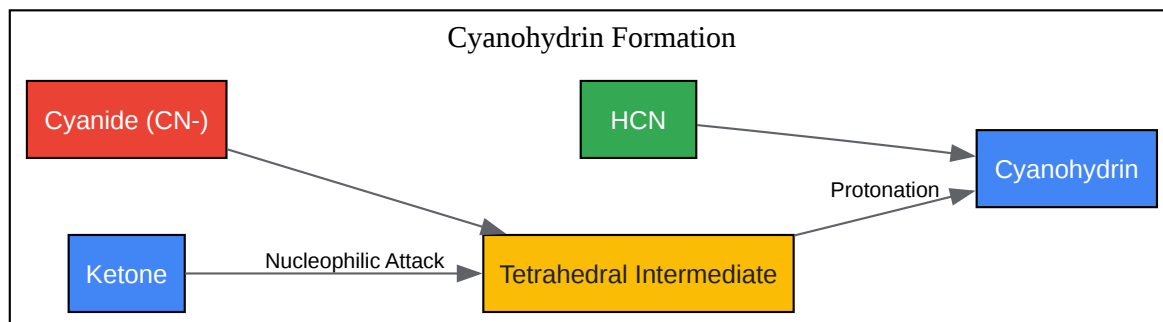 Cyanohydrin Formation
Cyanide (CN-)
HCN
Cyanohydrin
Protonation
Nucleophilic Attack
Ketone
Tetrahedral Intermediate